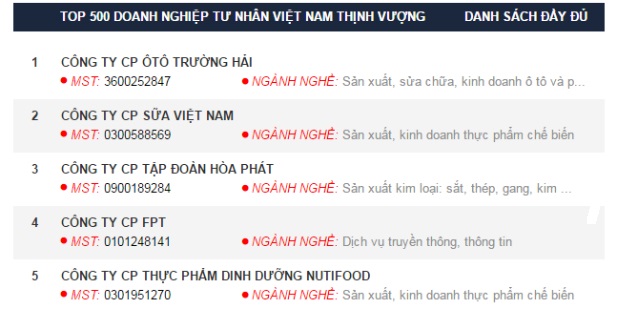 TOP 500 DOANH NGHIỆP TƯ NHÂN VIỆT NAM THỊNH VƯỢNG DANH SÁCH ĐẦY ĐỦ
1 CÔNG TY CP ÔTÔ TRƯỜNG HẢI
MST: 3600252847 NGÀNH NGHỀ: Sản xuất, sửa chữa, kinh doanh ô tô và p...
2 CÔNG TY CP SỮA VIỆT NAM
MST: 0300588569 NGÀNH NGHỀ: Sản xuất, kinh doanh thực phẩm chế biến
3 CÔNG TY CP TẬP ĐOÀN HÒA PHÁT
MST: 0900189284 NGÀNH NGHỀ: Sản xuất kim loại: sắt, thép, gang, kim ...
4 CÔNG TY CP FPT
MST: 0101248141 NGÀNH NGHỀ: Dịch vụ truyền thông, thông tin
5 CÔNG TY CP THỰC PHẨM DINH DƯỠNG NUTIFOOD
MST: 0301951270 NGÀNH NGHỀ: Sản xuất, kinh doanh thực phẩm chế biến